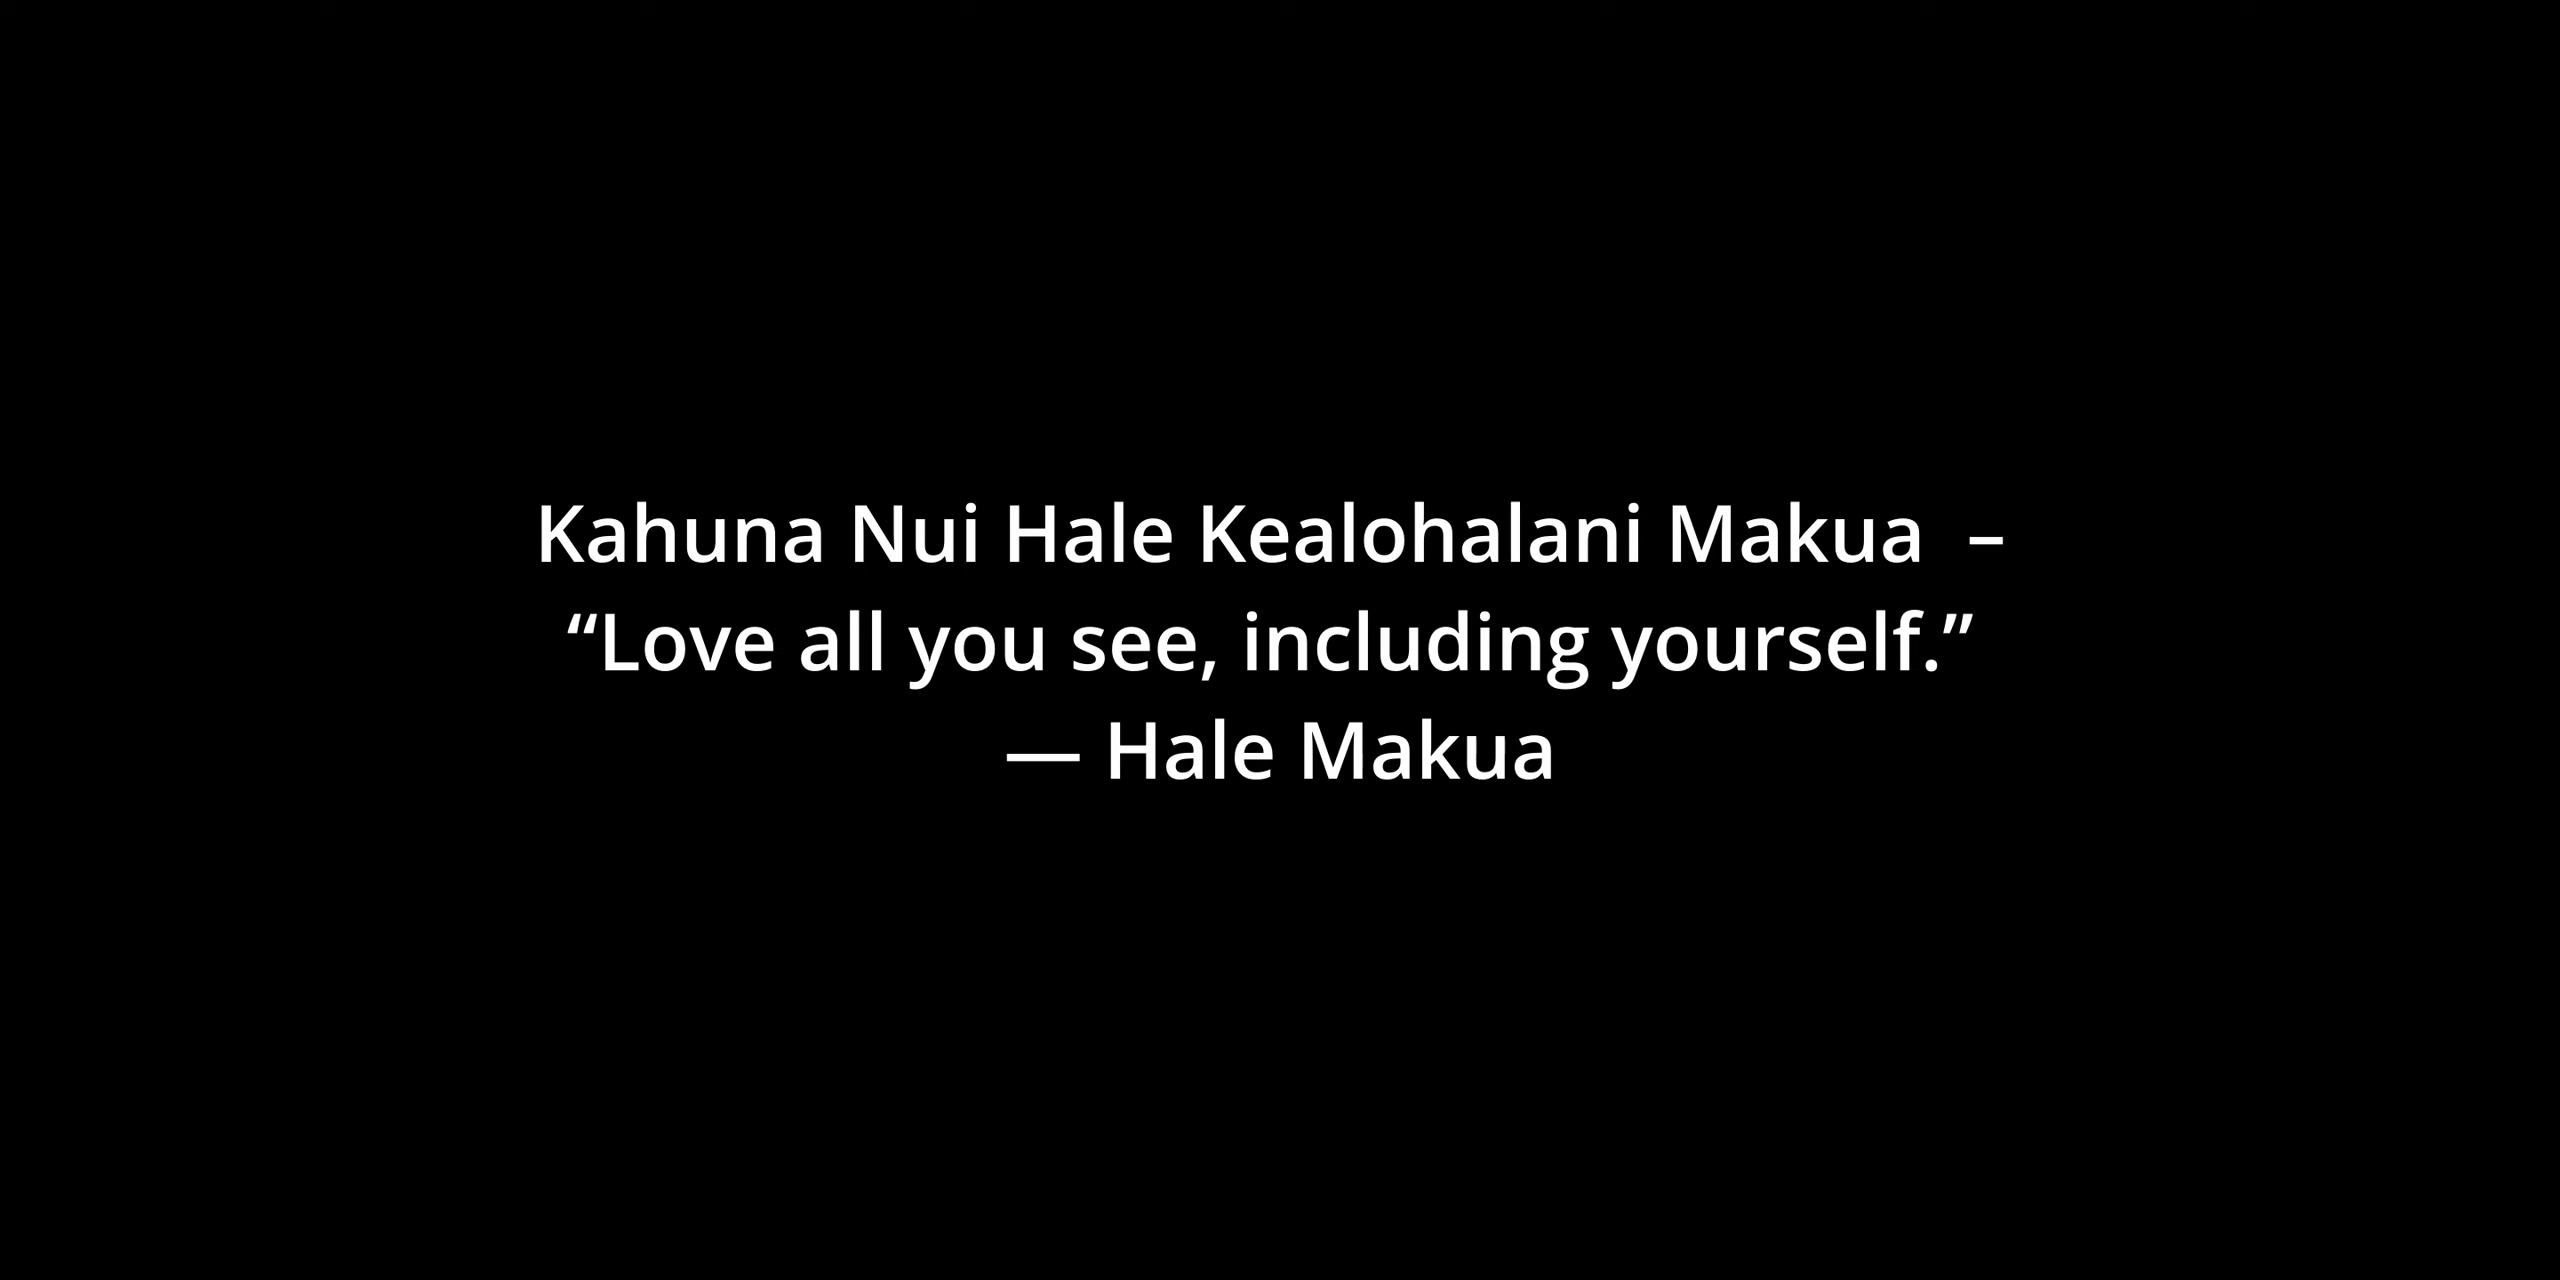 Kahuna Nui Hale Kealohalani Makua  –
“Love all you see, including yourself.”
— Hale Makua